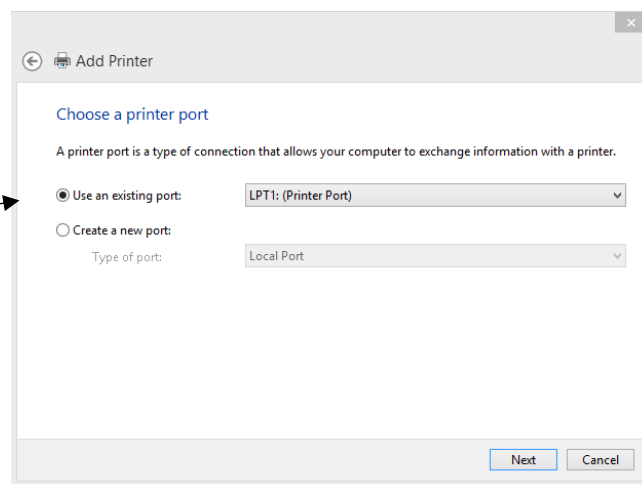 Add Printer
Choose a printer port
A printer port is a type of connection that allows your computer to exchange information with a printer.
Use an existing port: LPT1: (Printer Port)
Create a new port:
Type of port: Local Port
Next Cancel